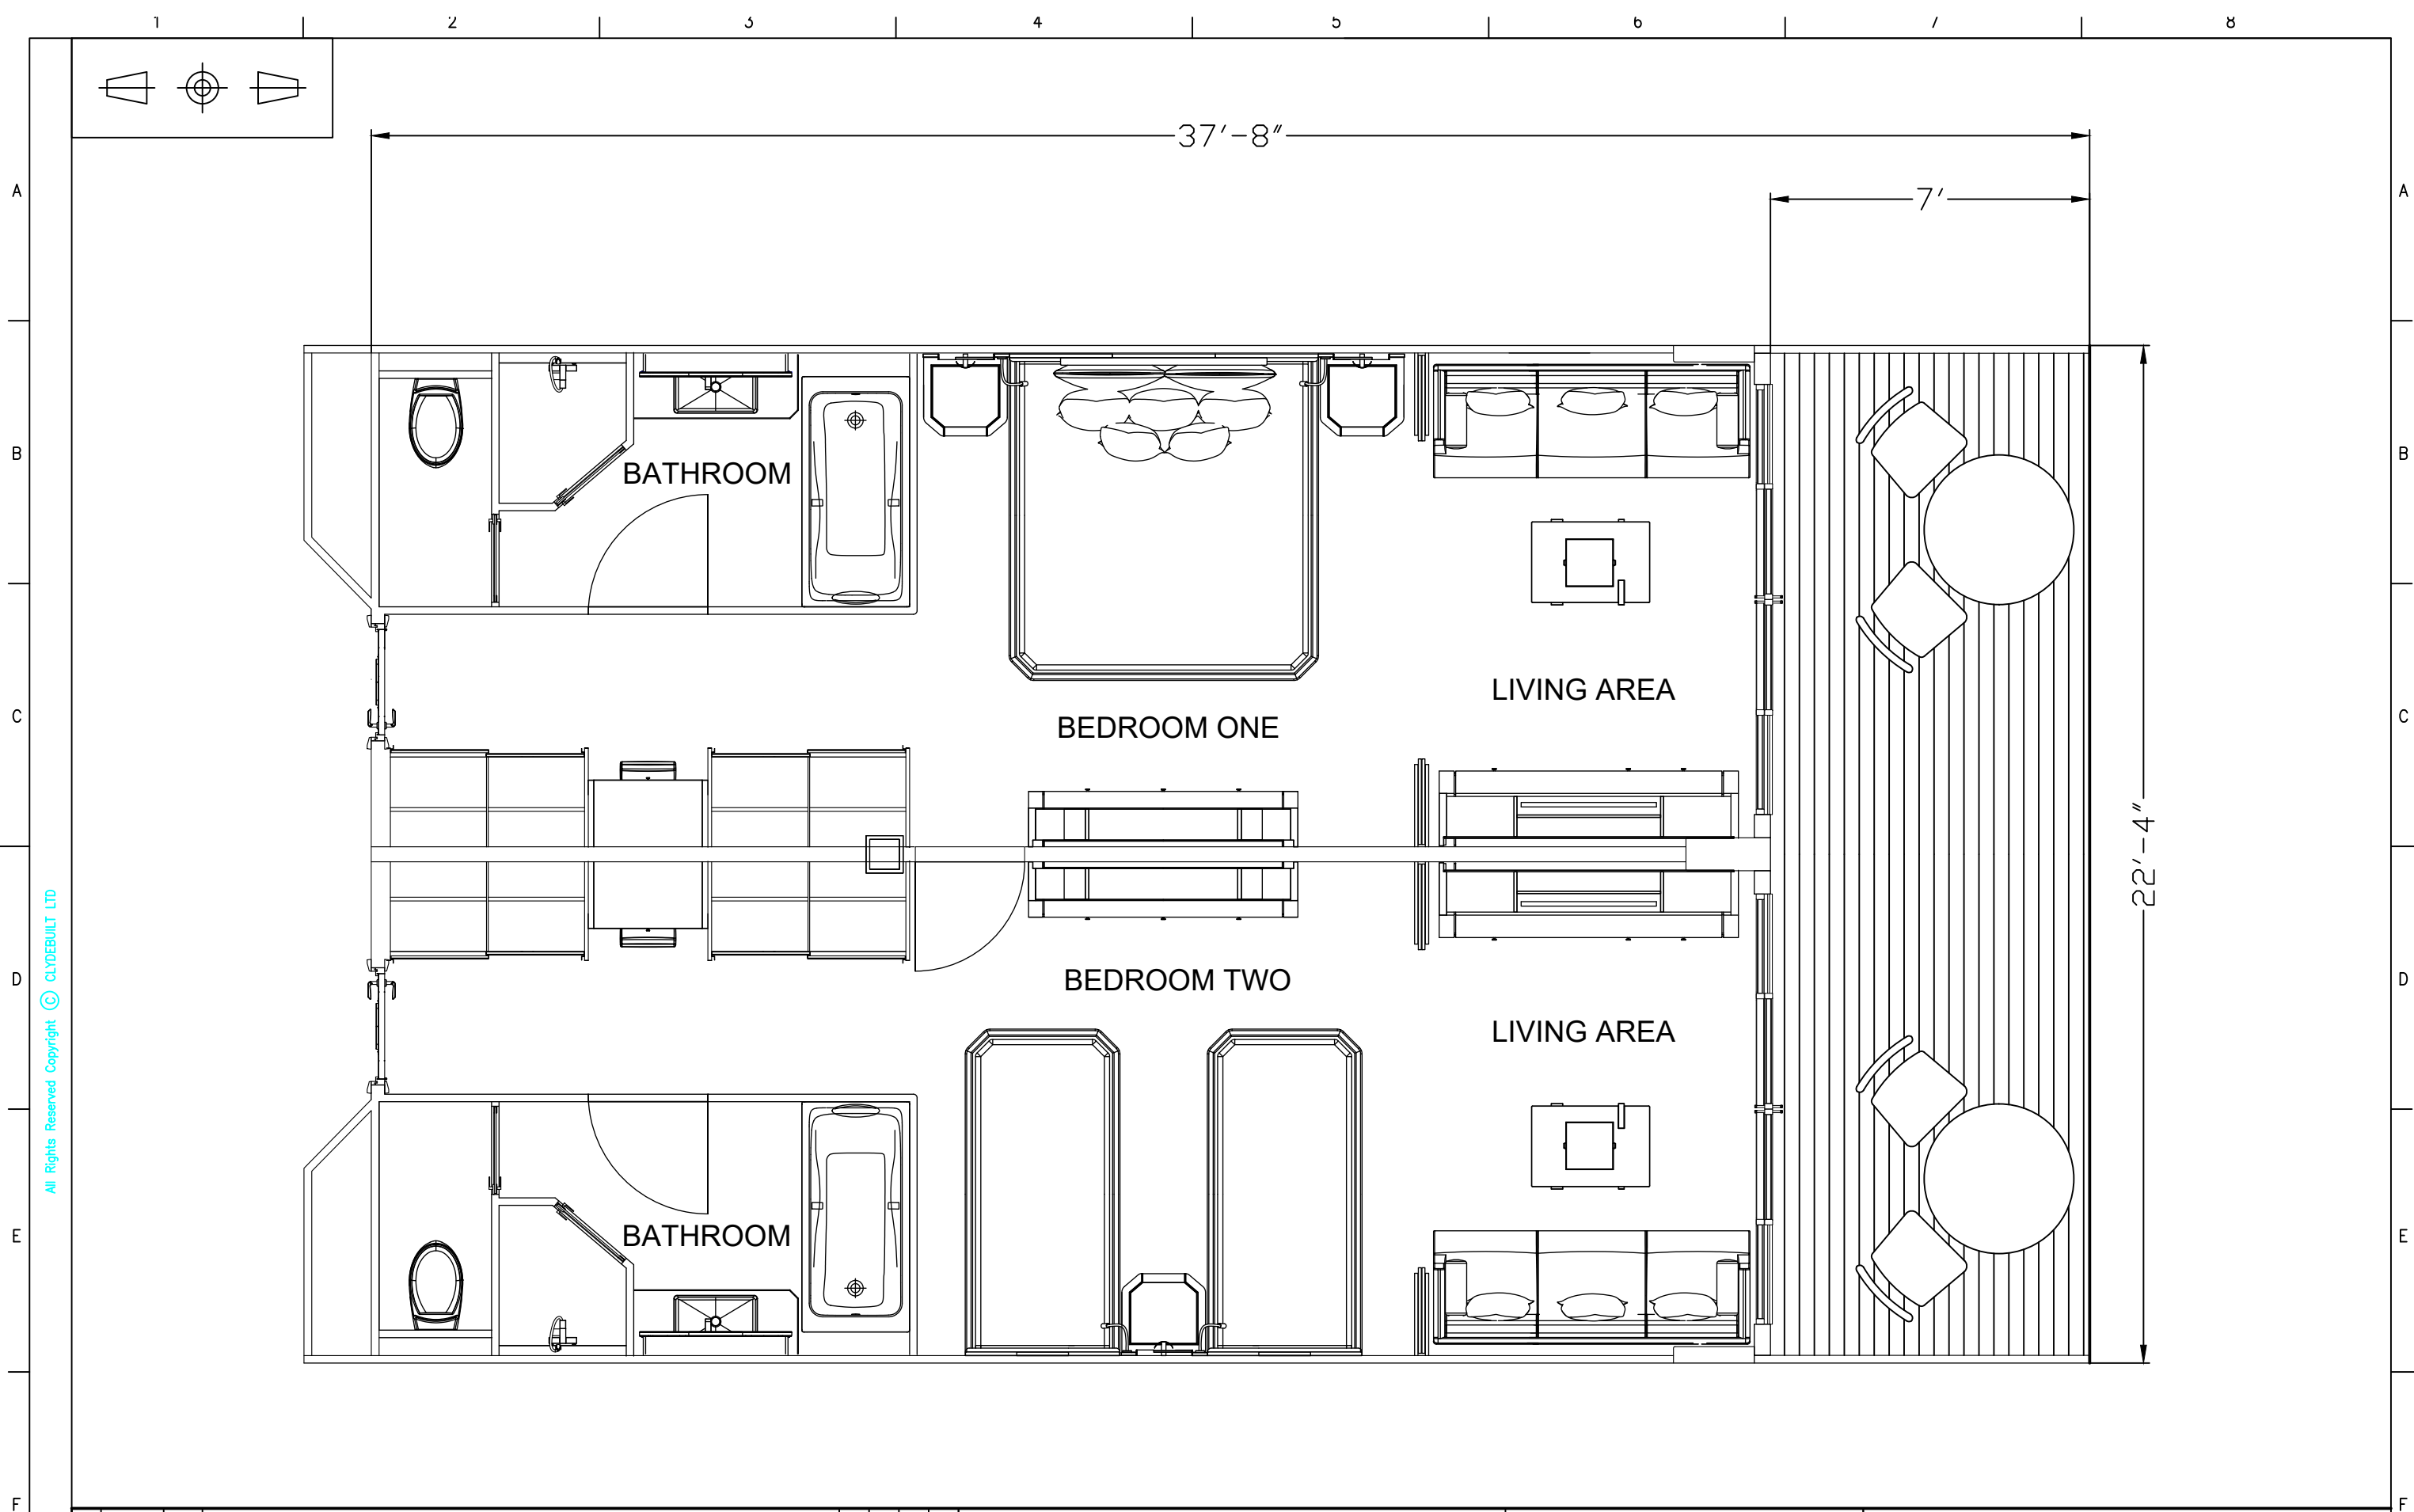 1 2 3 4 5 6 7 8
37'-8"
A 7' A
B BATHROOM B
LIVING AREA
C BEDROOM ONE C
22'-4"
D BEDROOM TWO D
LIVING AREA
E BATHROOM E
All Rights Reserved Copyright © CLYDEBUILT LTD
F F